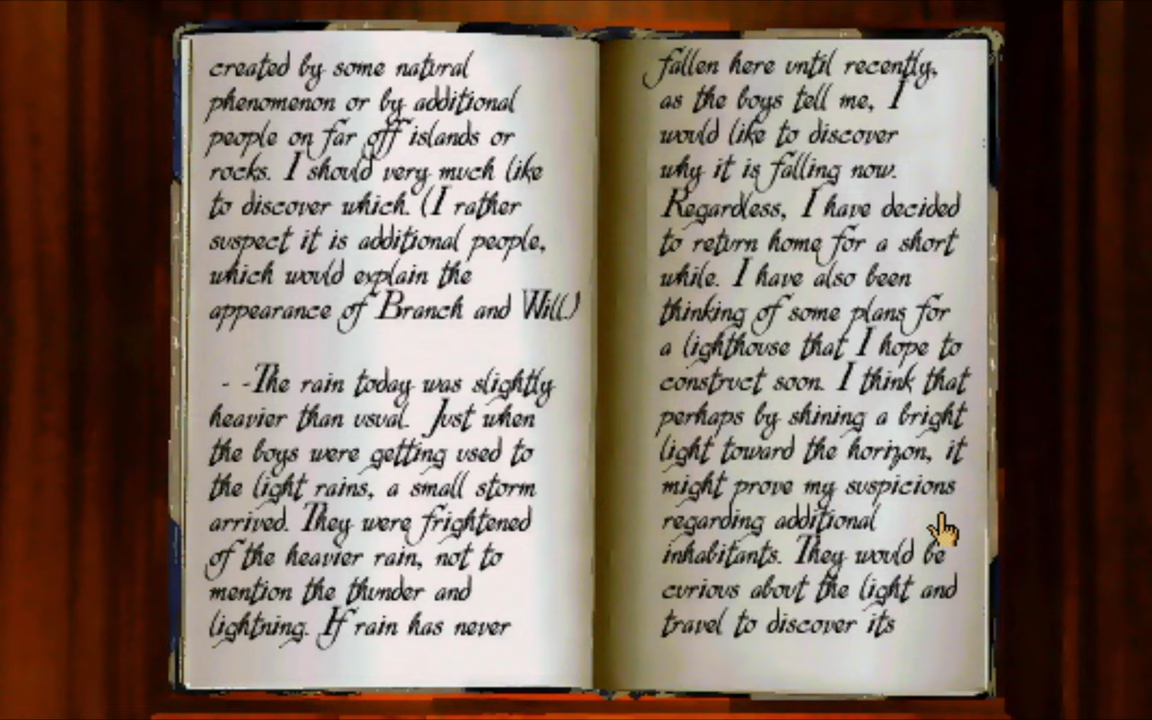 created by some natural
phenomenon or by additional
people on far off islands or
rocks. I should very much like
to discover which. (I rather
suspect it is additional people,
which would explain the
appearance of Branch and Will)
- -The rain today was slightly
heavier than usual. Just when
the boys were getting used to
the light rains, a small storm
arrived. They were frightened
of the heavier rain, not to
mention the thunder and
lightning. If rain has never
fallen here until recently,
as the boys tell me, I
would like to discover
why it is falling now.
Regardless, I have decided
to return home for a short
while. I have also been
thinking of some plans for
a lighthouse that I hope to
construct soon. I think that
perhaps by shining a bright
light toward the horizon, it
might prove my suspicions
regarding additional
inhabitants. They would be
curious about the light and
travel to discover its